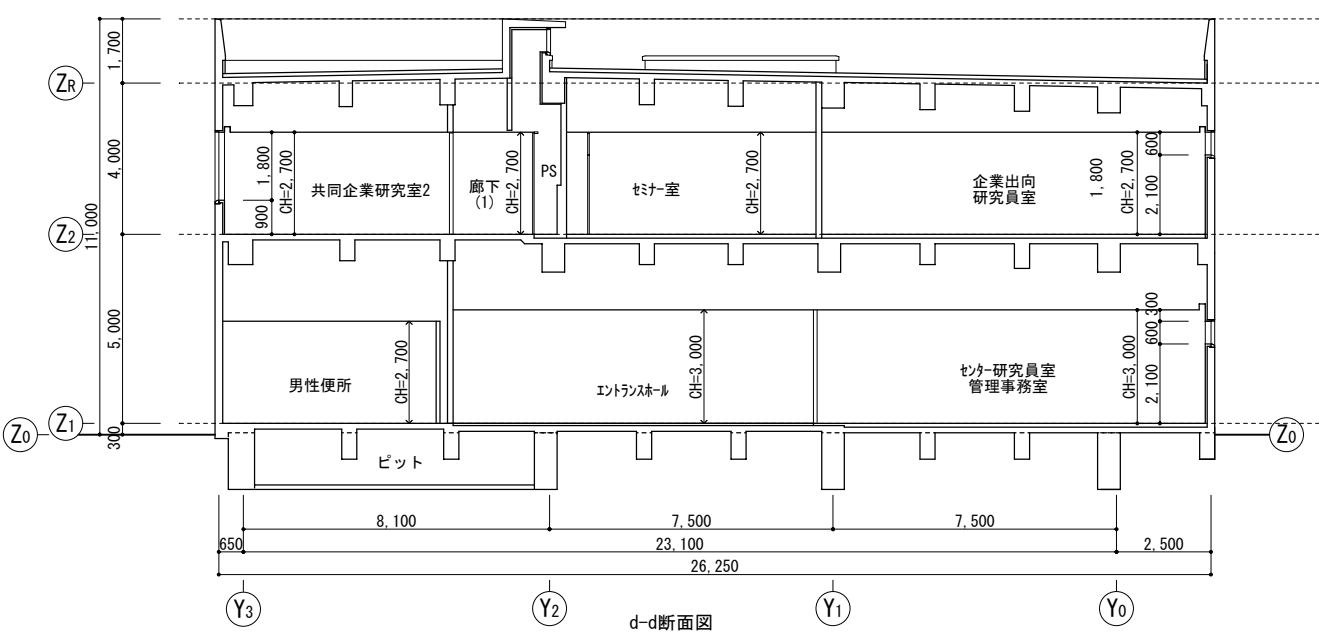 1,700
ZR
4,000
Z2
11,000
5,000
Z1
Z0
300
1,800
900
CH=2,700
共同企業研究室2
廊下
(1)
CH=2,700
PS
セミナー室
CH=2,700
企業出向
研究員室
1,800
CH=2,700
600
2,100
男性便所
CH=2,700
エントランスホール
CH=3,000
センター研究員室
管理事務室
CH=3,000
300
600
2,100
Z0
ピット
8,100
7,500
7,500
650
23,100
2,500
26,250
Y3
Y2
Y1
Y0
d-d断面図